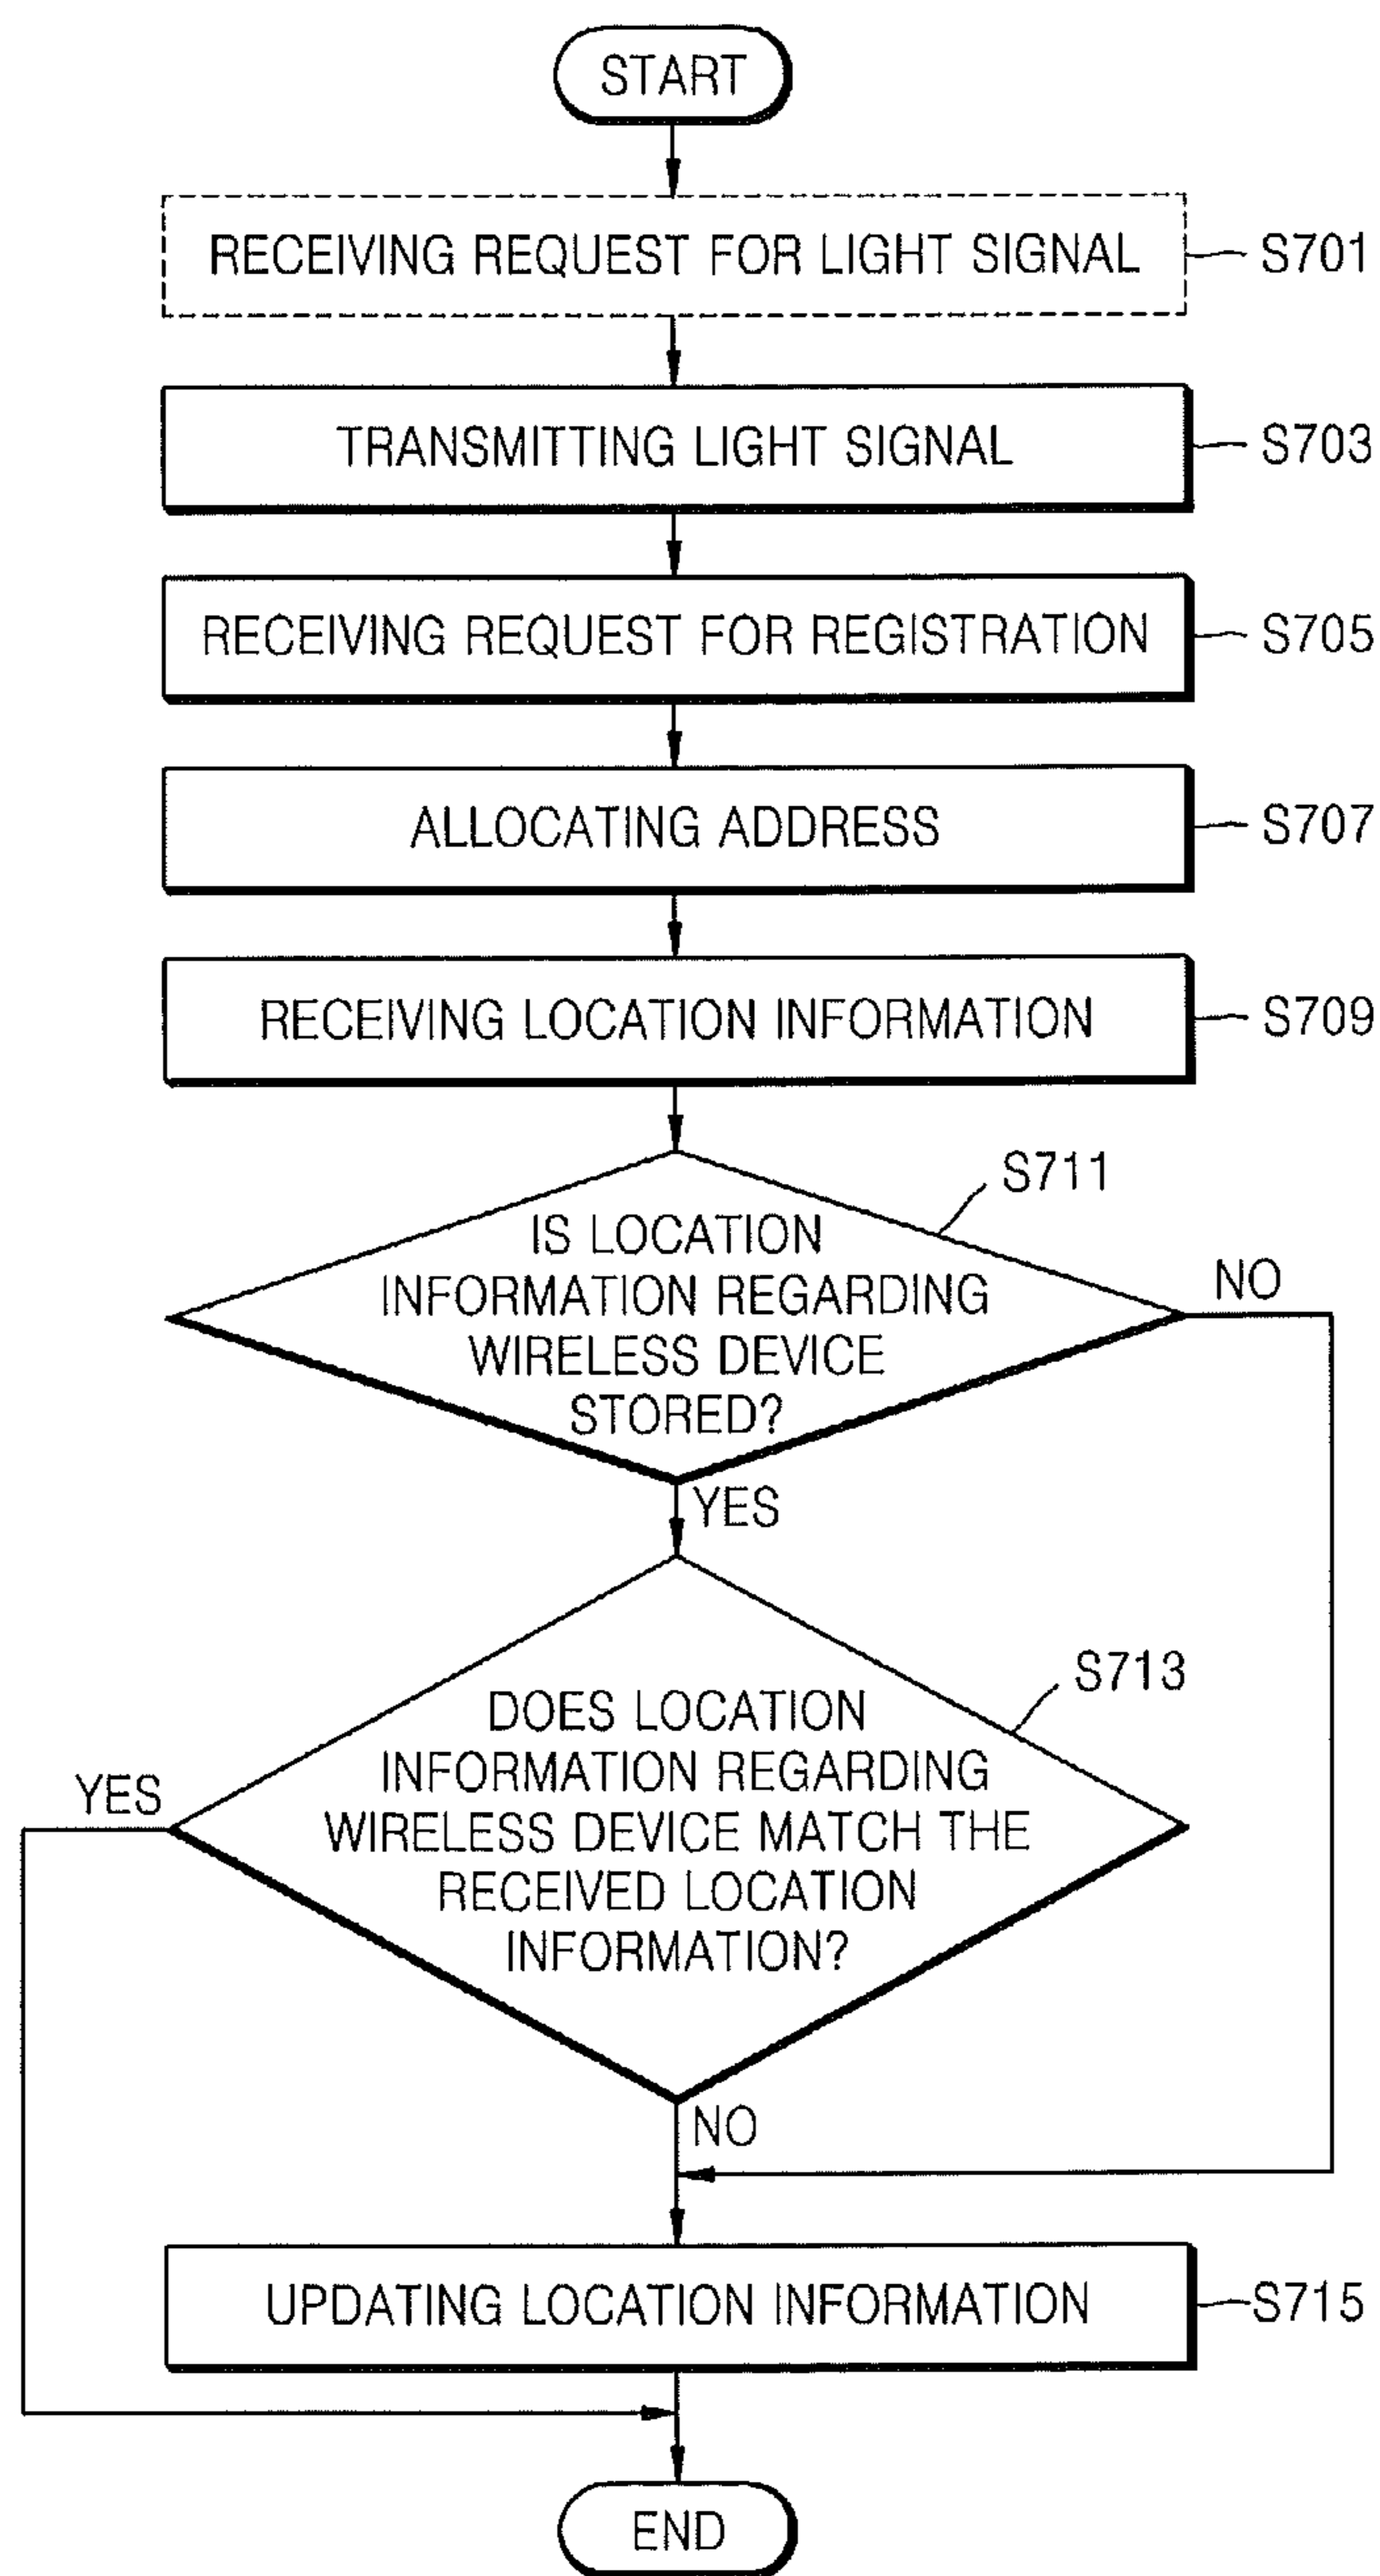 START
RECEIVING REQUEST FOR LIGHT SIGNAL
S701
TRANSMITTING LIGHT SIGNAL
S703
RECEIVING REQUEST FOR REGISTRATION
S705
ALLOCATING ADDRESS
S707
RECEIVING LOCATION INFORMATION
S709
S711
IS LOCATION
INFORMATION REGARDING
WIRELESS DEVICE
STORED?
NO
YES
S713
DOES LOCATION
INFORMATION REGARDING
WIRELESS DEVICE MATCH THE
RECEIVED LOCATION
INFORMATION?
YES
NO
UPDATING LOCATION INFORMATION
S715
END